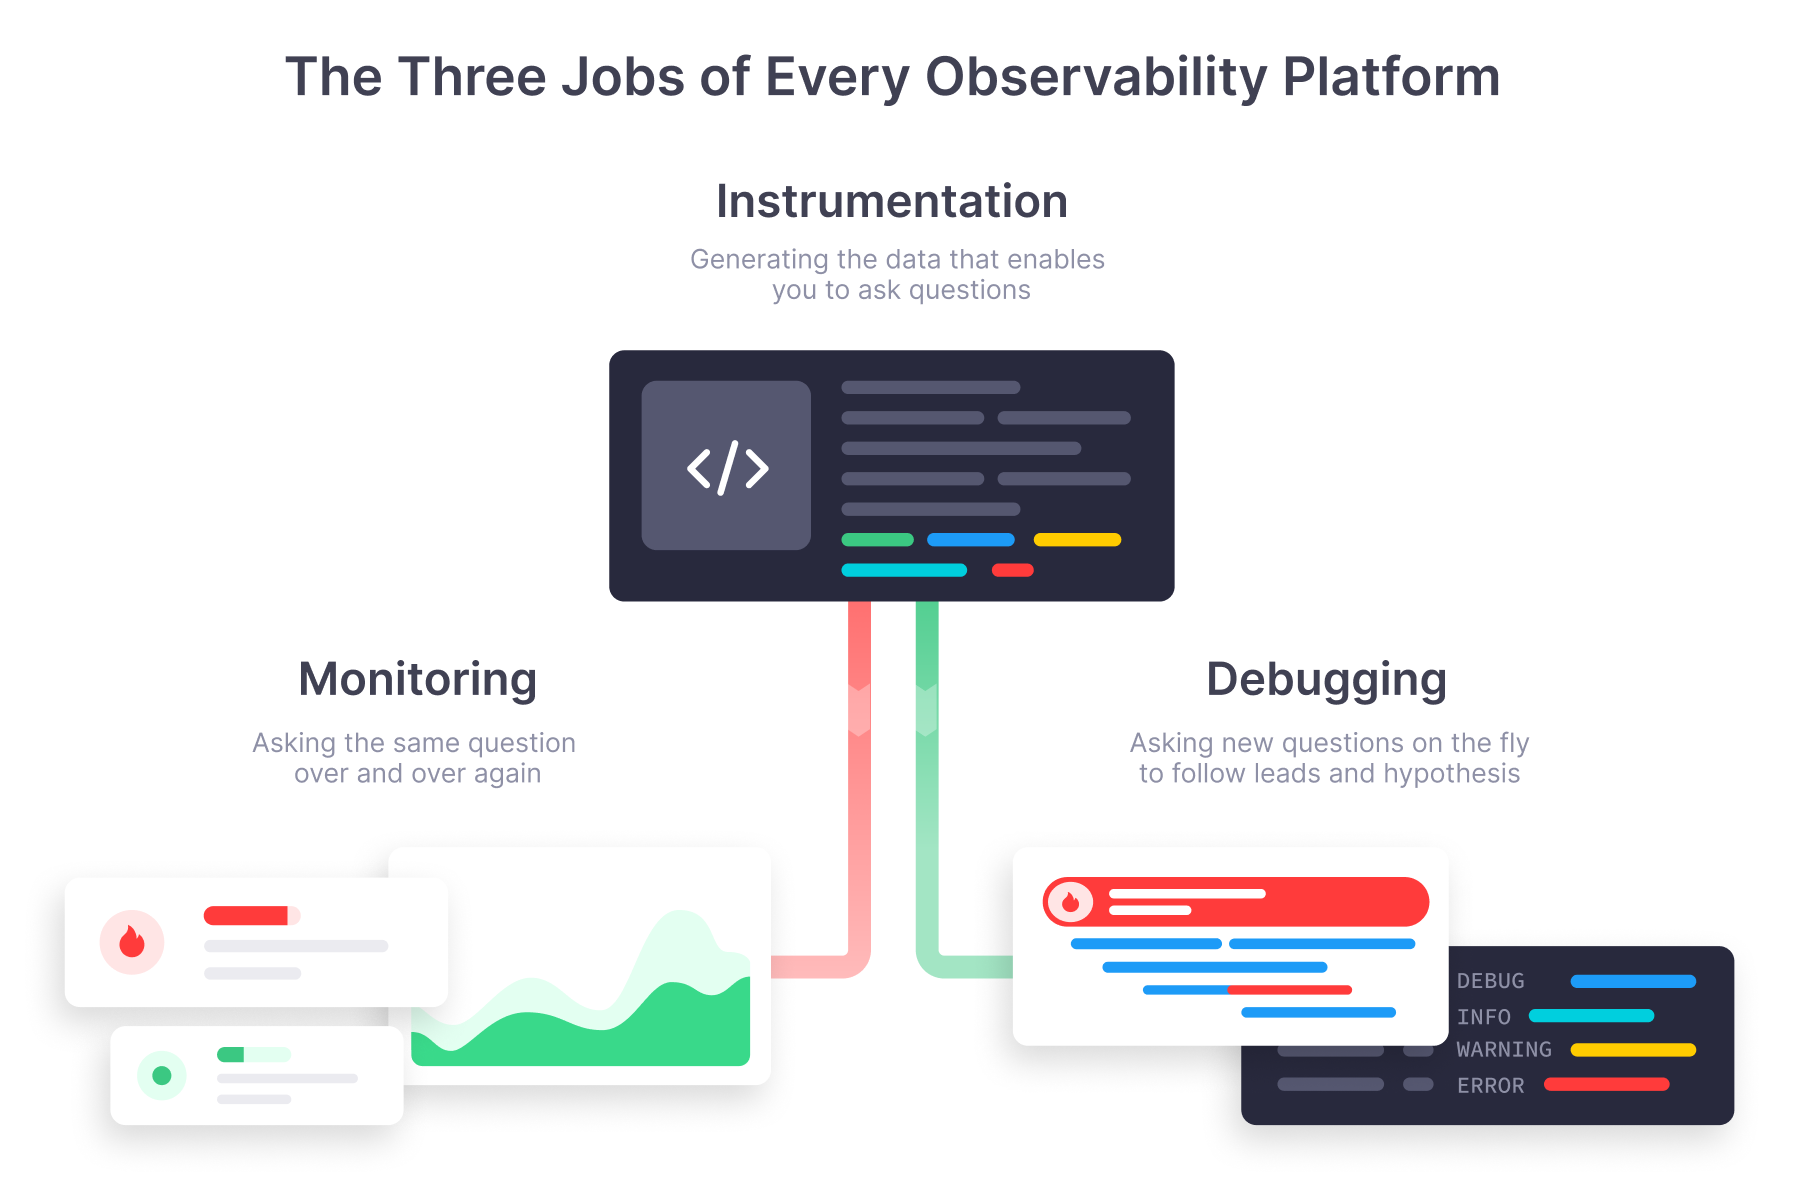 The Three Jobs of Every Observability Platform
Instrumentation
Generating the data that enables
you to ask questions
</>
Monitoring
Asking the same question
over and over again
Debugging
Asking new questions on the fly
to follow leads and hypothesis
DEBUG
INFO
WARNING
ERROR